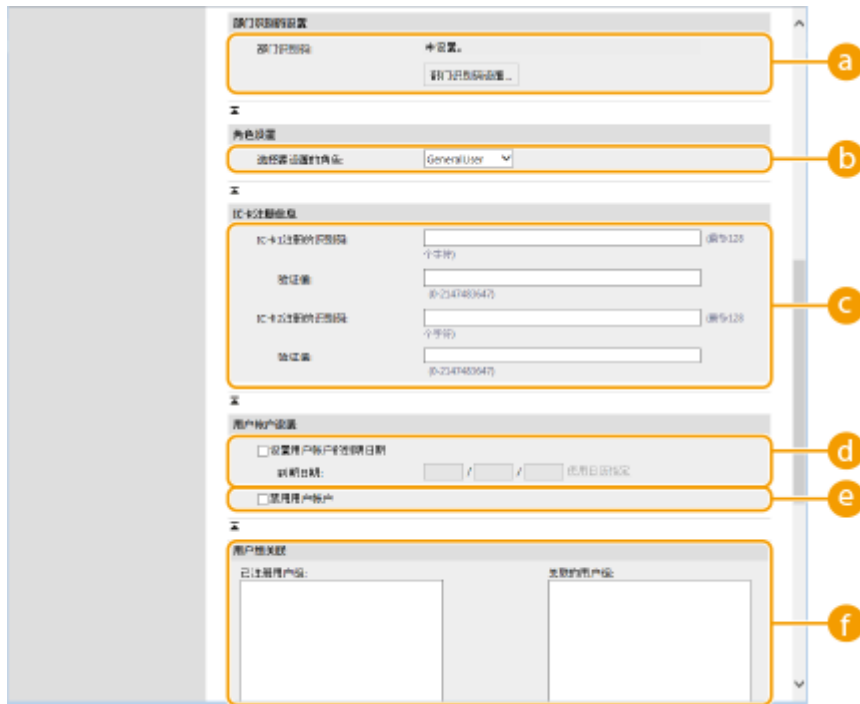 部门识别码设置
部门识别码: 未设置。
部门识别码设置...
a
角色设置
选择要设置的角色: GeneralUser
b
IC卡注册信息
IC卡1注册的识别码: (最多128
个字符)
验证值:
(0-2147483647)
c
IC卡2注册的识别码: (最多128
个字符)
验证值:
(0-2147483647)
用户帐户设置
设置用户帐户的到期日期
d
到期日期: / / 使用日历指定
禁用用户帐户
e
用户组关联
已注册用户组: 关联的用户组:
f